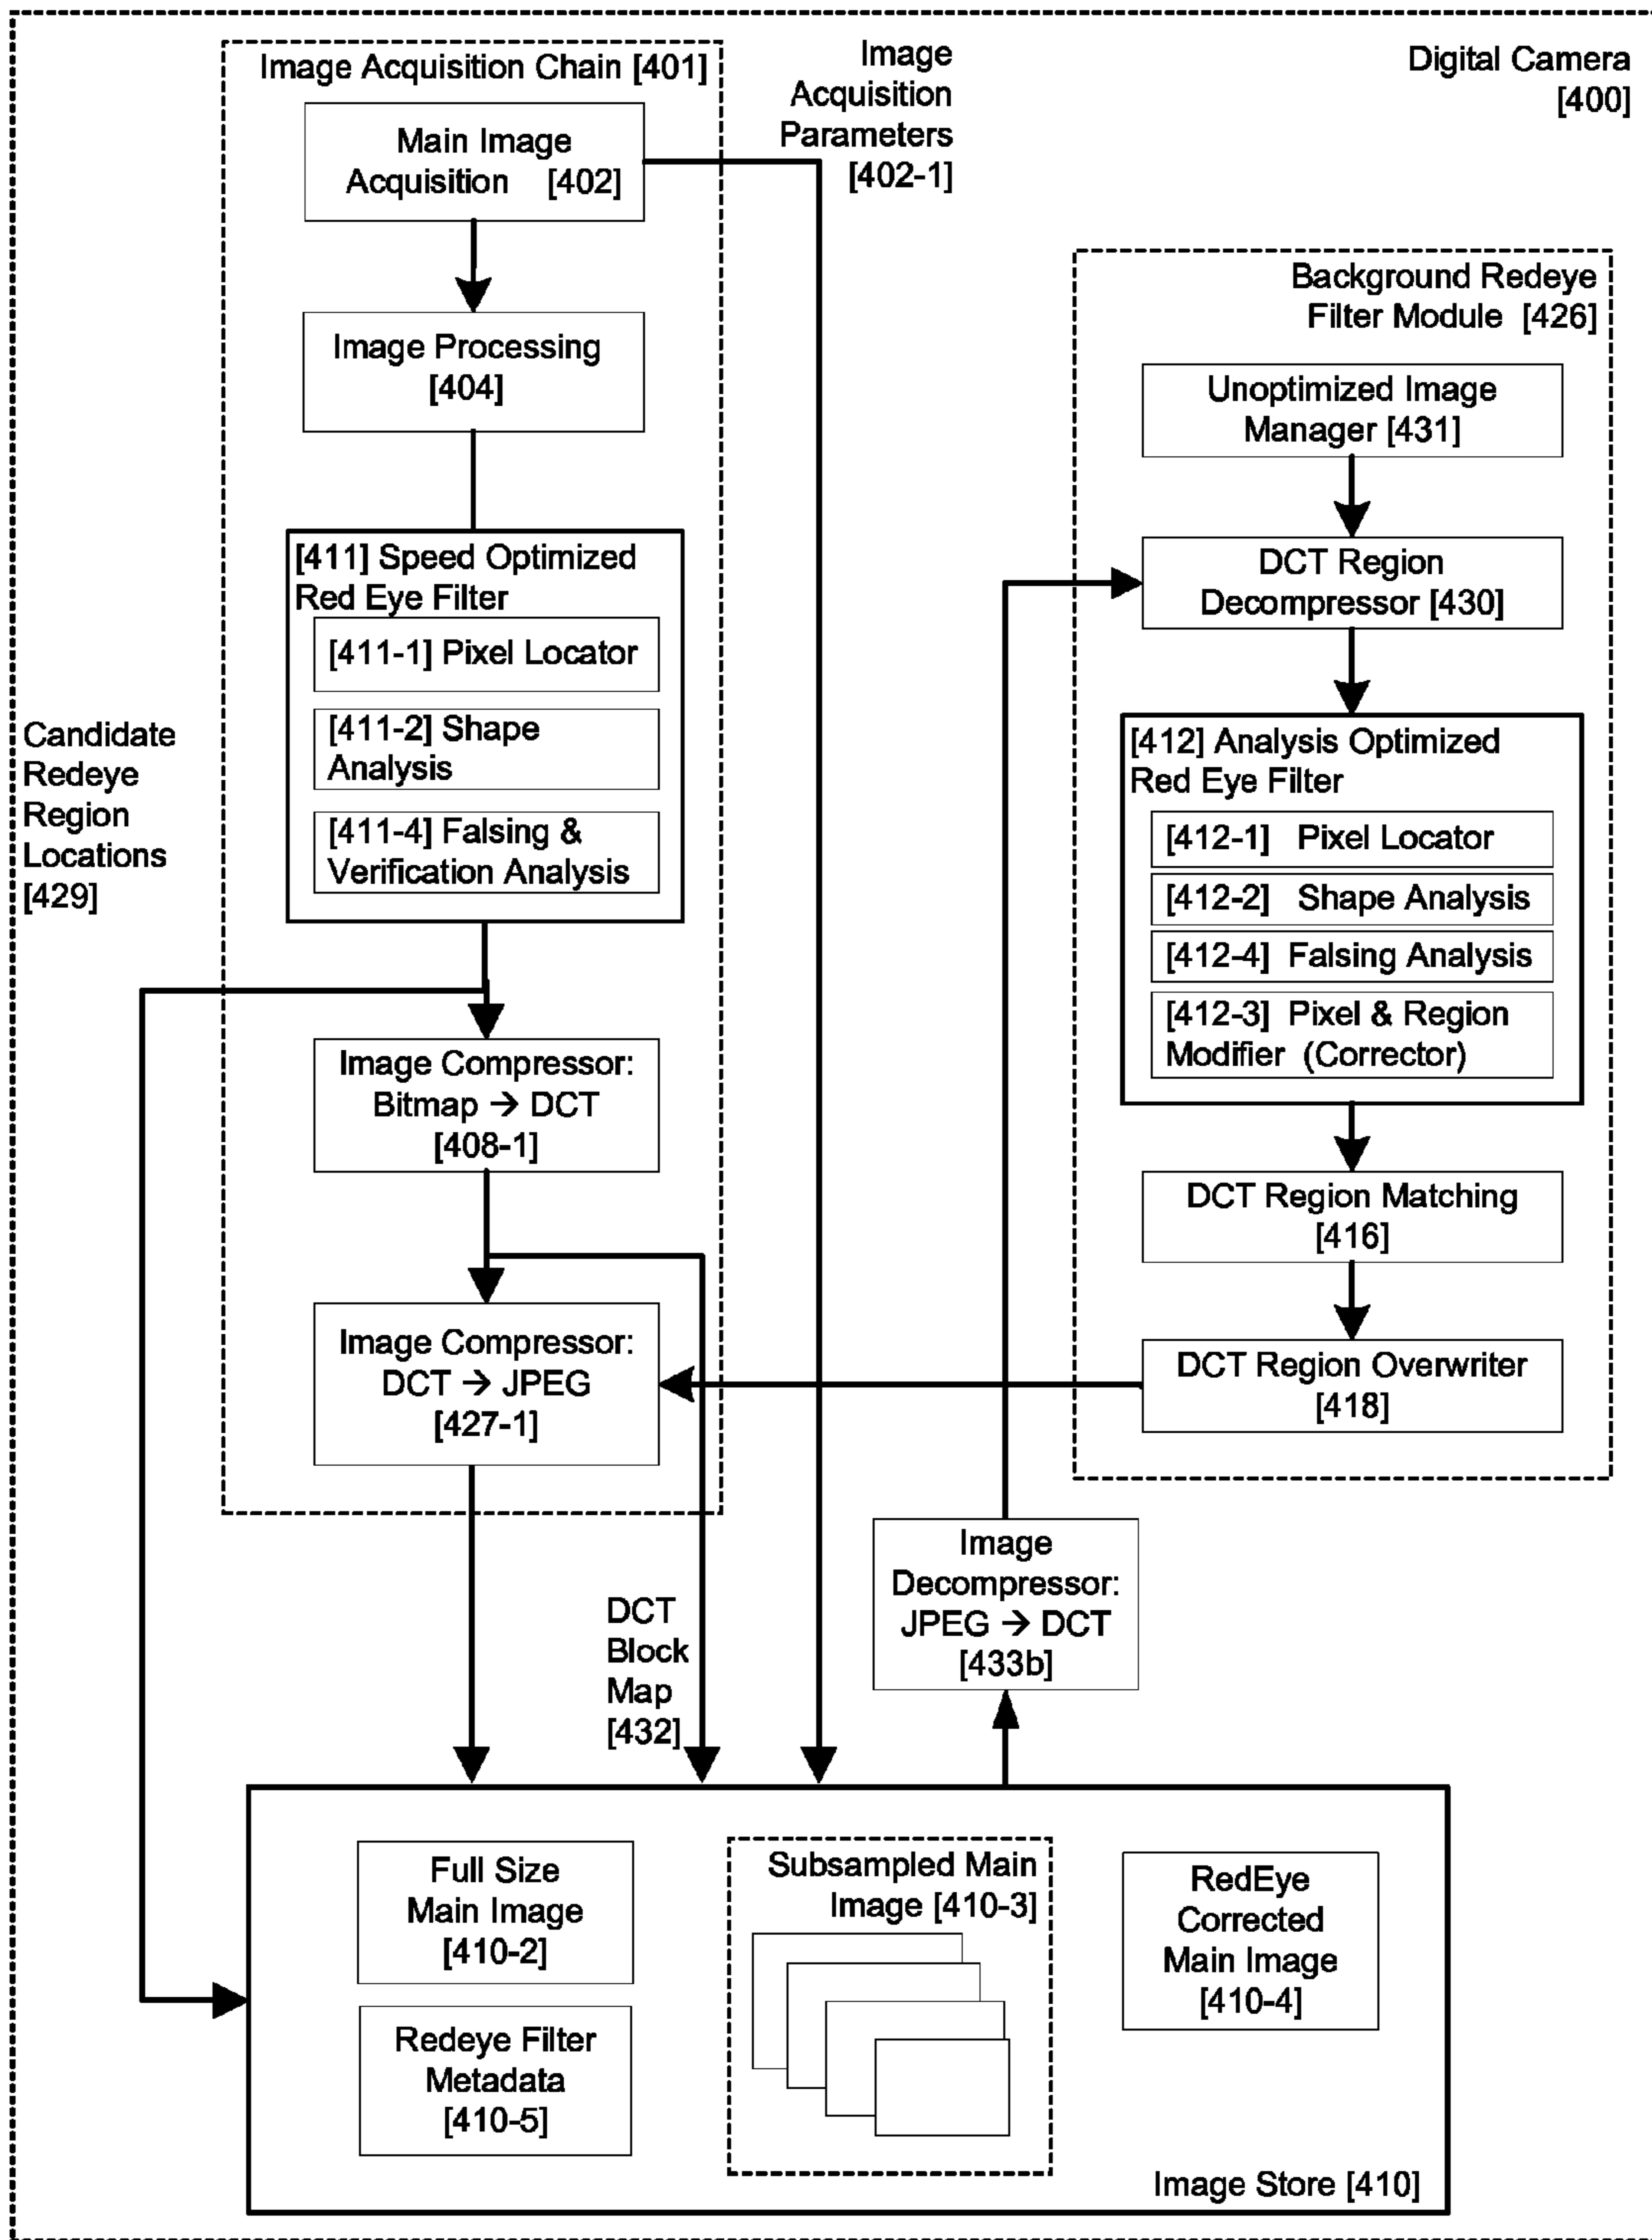 Image Acquisition Chain [401]
Main Image
Acquisition [402]
Image Processing
[404]
[411] Speed Optimized
Red Eye Filter
[411-1] Pixel Locator
[411-2] Shape
Analysis
[411-4] Falsing &
Verification Analysis
Image Compressor:
Bitmap → DCT
[408-1]
Image Compressor:
DCT → JPEG
[427-1]
Candidate
Redeye
Region
Locations
[429]
Image
Acquisition
Parameters
[402-1]
Digital Camera
[400]
Background Redeye
Filter Module [426]
Unoptimized Image
Manager [431]
DCT Region
Decompressor [430]
[412] Analysis Optimized
Red Eye Filter
[412-1] Pixel Locator
[412-2] Shape Analysis
[412-4] Falsing Analysis
[412-3] Pixel & Region
Modifier (Corrector)
DCT Region Matching
[416]
DCT Region Overwriter
[418]
Image
Decompressor:
JPEG → DCT
[433b]
DCT
Block
Map
[432]
Full Size
Main Image
[410-2]
Redeye Filter
Metadata
[410-5]
Subsampled Main
Image [410-3]
RedEye
Corrected
Main Image
[410-4]
Image Store [410]